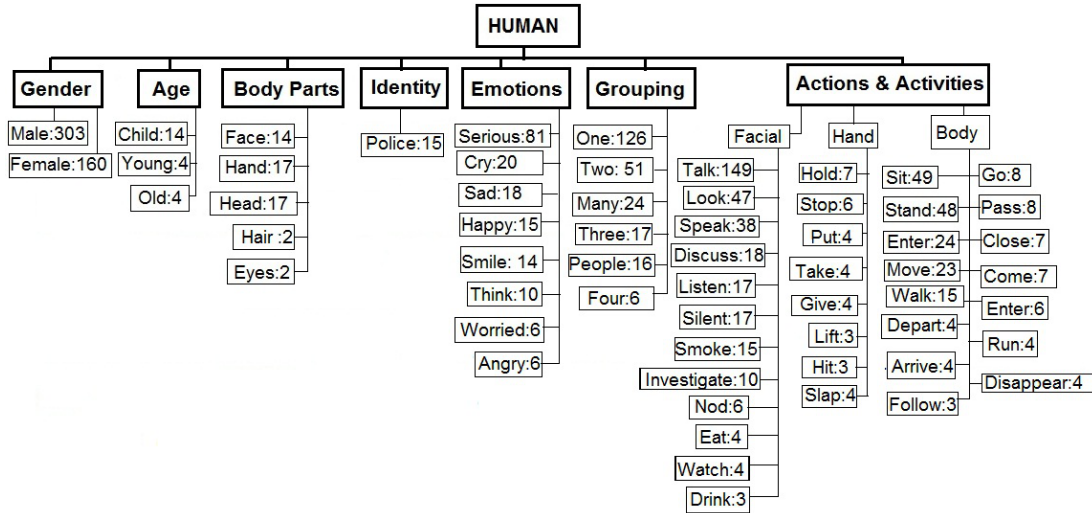 HUMAN
Gender
Male:303
Female:160
Age
Child:14
Young:4
Old:4
Body Parts
Face:14
Hand:17
Head:17
Hair :2
Eyes:2
Identity
Police:15
Emotions
Serious:81
Cry:20
Sad:18
Happy:15
Smile: 14
Think:10
Worried:6
Angry:6
Grouping
One:126
Two: 51
Many:24
Three:17
People:16
Four:6
Actions & Activities
Facial
Talk:149
Look:47
Speak:38
Discuss:18
Listen:17
Silent:17
Smoke:15
Investigate:10
Nod:6
Eat:4
Watch:4
Drink:3
Hand
Hold:7
Stop:6
Put:4
Take:4
Give:4
Lift:3
Hit:3
Slap:4
Body
Sit:49
Stand:48
Enter:24
Move:23
Walk:15
Depart:4
Arrive:4
Follow:3
Go:8
Pass:8
Close:7
Come:7
Enter:6
Run:4
Disappear:4